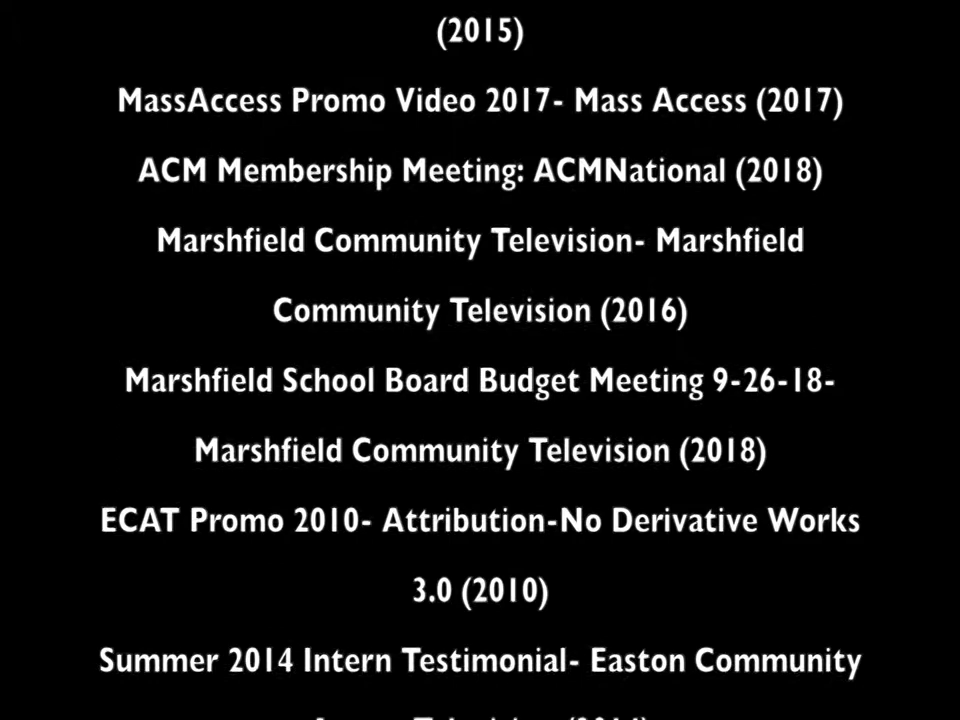 (2015)
MassAccess Promo Video 2017- Mass Access (2017)
ACM Membership Meeting: ACMNational (2018)
Marshfield Community Television- Marshfield
Community Television (2016)
Marshfield School Board Budget Meeting 9-26-18-
Marshfield Community Television (2018)
ECAT Promo 2010- Attribution-No Derivative Works
3.0 (2010)
Summer 2014 Intern Testimonial- Easton Community